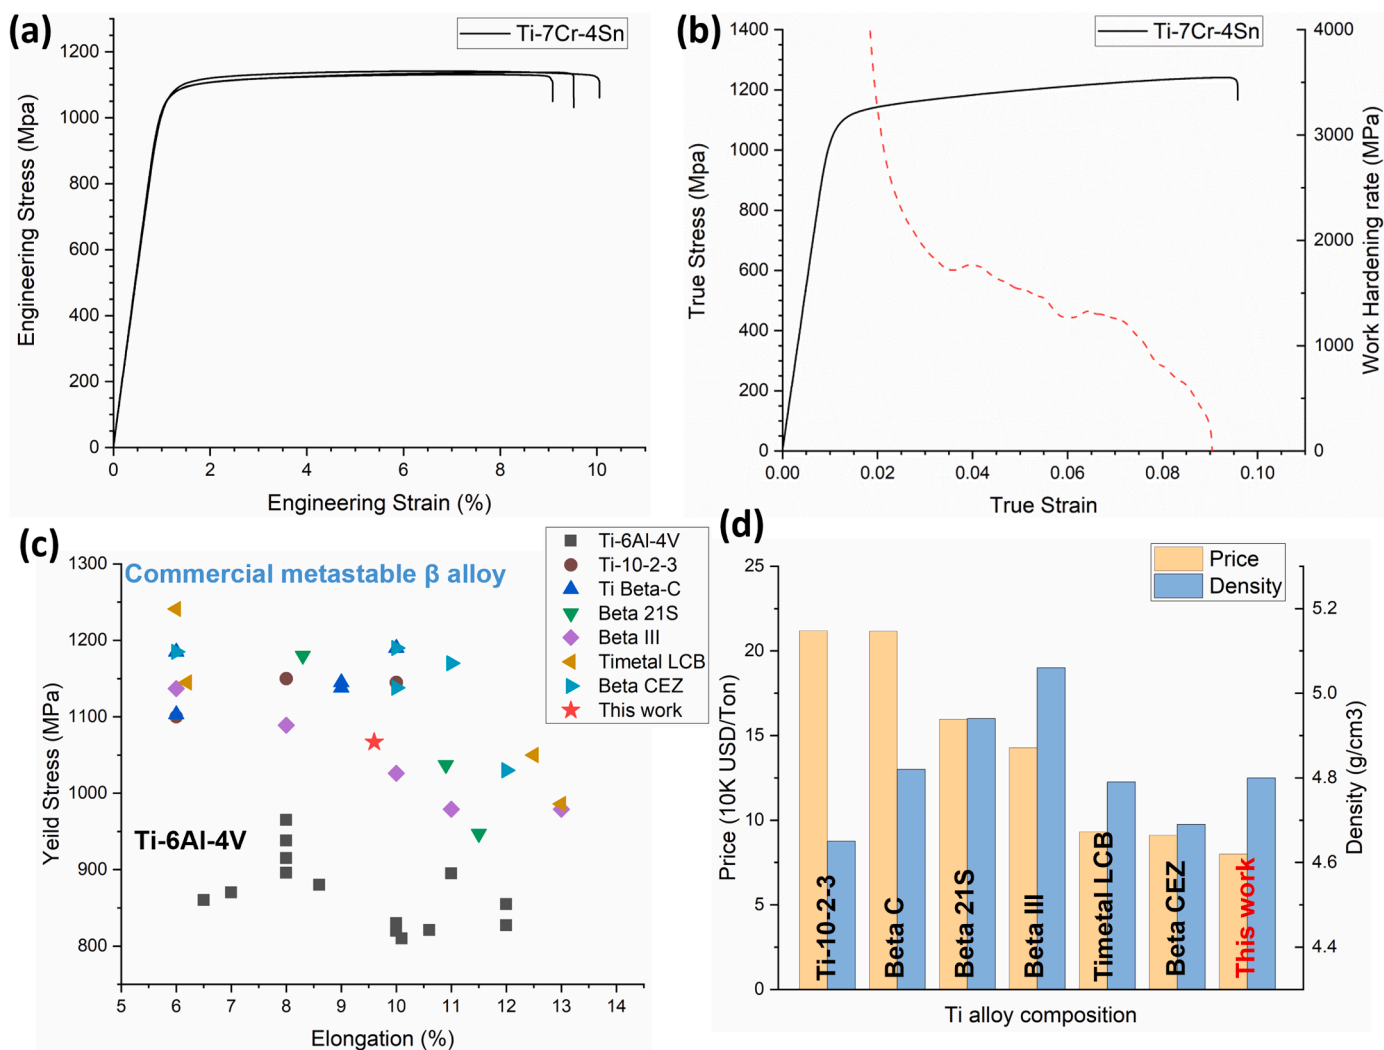 (a)
Ti-7Cr-4Sn
1200
1000
800
600
400
200
0
0 2 4 6 8 10
Engineering Stress (Mpa)
Engineering Strain (%)
(b)
Ti-7Cr-4Sn
1400
1200
1000
800
600
400
200
0
4000
3000
2000
1000
0
0.00 0.02 0.04 0.06 0.08 0.10
True Stress (Mpa)
Work Hardening rate (MPa)
True Strain
(c)
Commercial metastable β alloy
Ti-6Al-4V
Ti-10-2-3
Ti Beta-C
Beta 21S
Beta III
Timetal LCB
Beta CEZ
This work
Ti-6Al-4V
1300
1200
1100
1000
900
800
5 6 7 8 9 10 11 12 13 14
Yeild Stress (MPa)
Elongation (%)
(d)
Price
Density
25
20
15
10
5
0
5.2
5.0
4.8
4.6
4.4
Price (10K USD/Ton)
Density (g/cm3)
Ti-10-2-3
Beta C
Beta 21S
Beta III
Timetal LCB
Beta CEZ
This work
Ti alloy composition